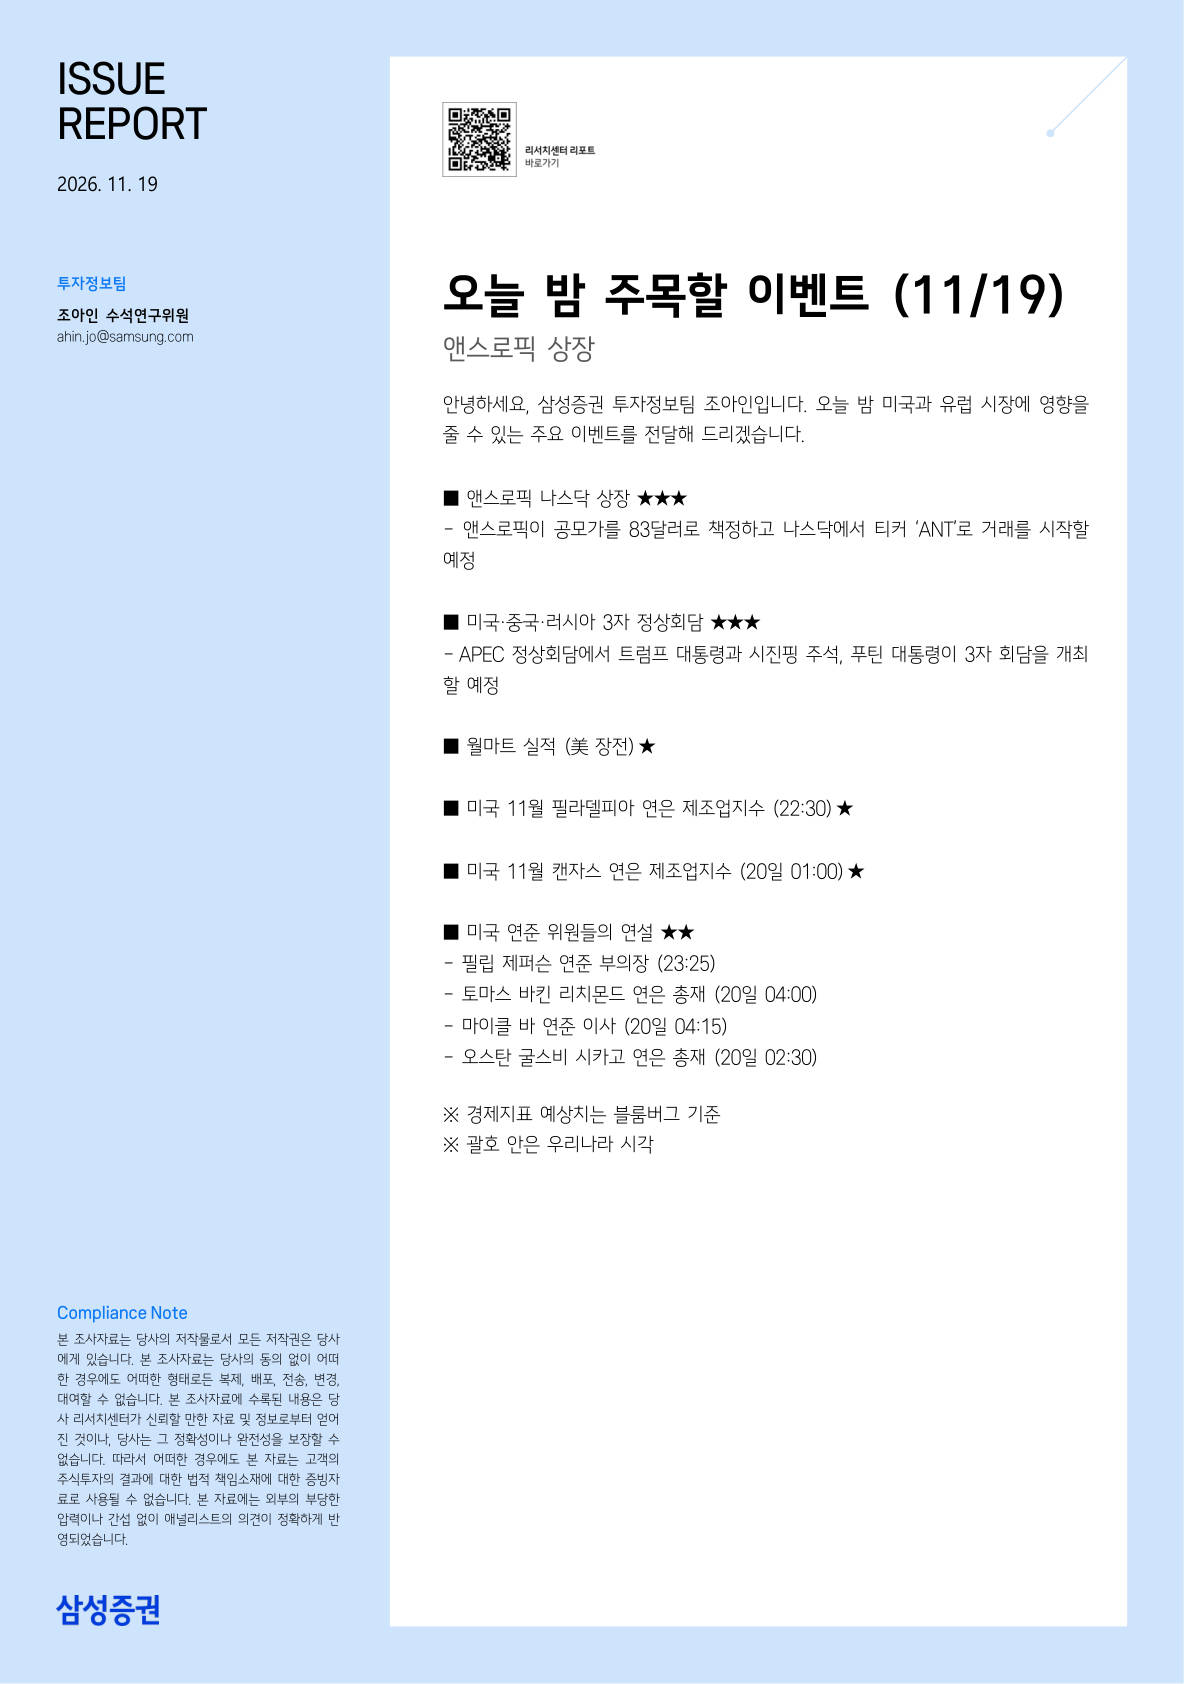 ISSUE
REPORT
2026. 11. 19
투자정보팀
조아인 수석연구위원
ahin.jo@samsung.com
리서치센터 리포트
바로가기
오늘 밤 주목할 이벤트 (11/19)
앤스로픽 상장
안녕하세요, 삼성증권 투자정보팀 조아인입니다. 오늘 밤 미국과 유럽 시장에 영향을
줄 수 있는 주요 이벤트를 전달해 드리겠습니다.
■ 앤스로픽 나스닥 상장 ★★★
- 앤스로픽이 공모가를 83달러로 책정하고 나스닥에서 티커 ‘ANT’로 거래를 시작할
예정
■ 미국·중국·러시아 3자 정상회담 ★★★
- APEC 정상회담에서 트럼프 대통령과 시진핑 주석, 푸틴 대통령이 3자 회담을 개최
할 예정
■ 월마트 실적 (美 장전) ★
■ 미국 11월 필라델피아 연은 제조업지수 (22:30) ★
■ 미국 11월 캔자스 연은 제조업지수 (20일 01:00) ★
■ 미국 연준 위원들의 연설 ★★
- 필립 제퍼슨 연준 부의장 (23:25)
- 토마스 바킨 리치몬드 연은 총재 (20일 04:00)
- 마이클 바 연준 이사 (20일 04:15)
- 오스탄 굴스비 시카고 연은 총재 (20일 02:30)
※ 경제지표 예상치는 블룸버그 기준
※ 괄호 안은 우리나라 시각
Compliance Note
본 조사자료는 당사의 저작물로서 모든 저작권은 당사
에게 있습니다. 본 조사자료는 당사의 동의 없이 어떠
한 경우에도 어떠한 형태로든 복제, 배포, 전송, 변경,
대여할 수 없습니다. 본 조사자료에 수록된 내용은 당
사 리서치센터가 신뢰할 만한 자료 및 정보로부터 얻어
진 것이나, 당사는 그 정확성이나 완전성을 보장할 수
없습니다. 따라서 어떠한 경우에도 본 자료는 고객의
주식투자의 결과에 대한 법적 책임소재에 대한 증빙자
료로 사용될 수 없습니다. 본 자료에는 외부의 부당한
압력이나 간섭 없이 애널리스트의 의견이 정확하게 반
영되었습니다.
삼성증권